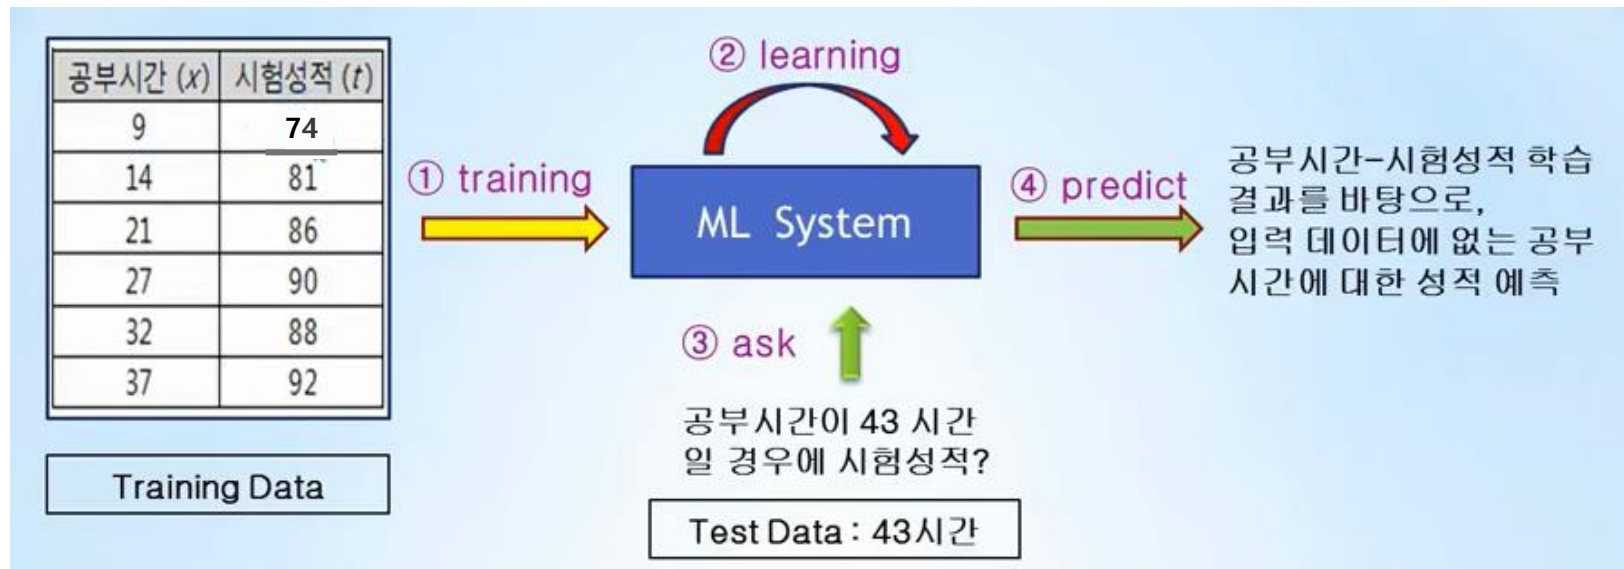 공부시간 (x) 시험성적 (t)
9 74
14 81
21 86
27 90
32 88
37 92
Training Data
① training
② learning
ML System
③ ask
공부시간이 43 시간
일 경우에 시험성적?
Test Data : 43시간
④ predict
공부시간-시험성적 학습
결과를 바탕으로,
입력 데이터에 없는 공부
시간에 대한 성적 예측